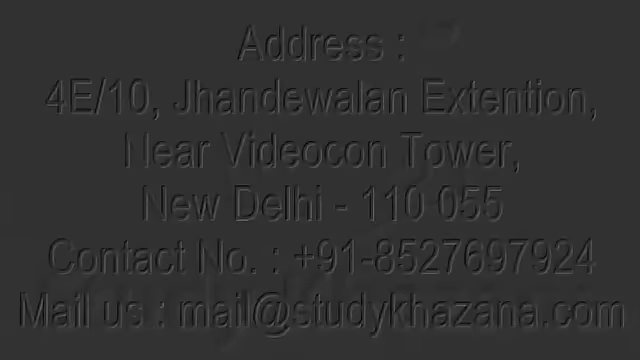 Address :
4E/10, Jhandewalan Extention,
Near Videocon Tower,
New Delhi - 110 055
Contact No. : +91-8527697924
Mail us : mail@studykhazana.com